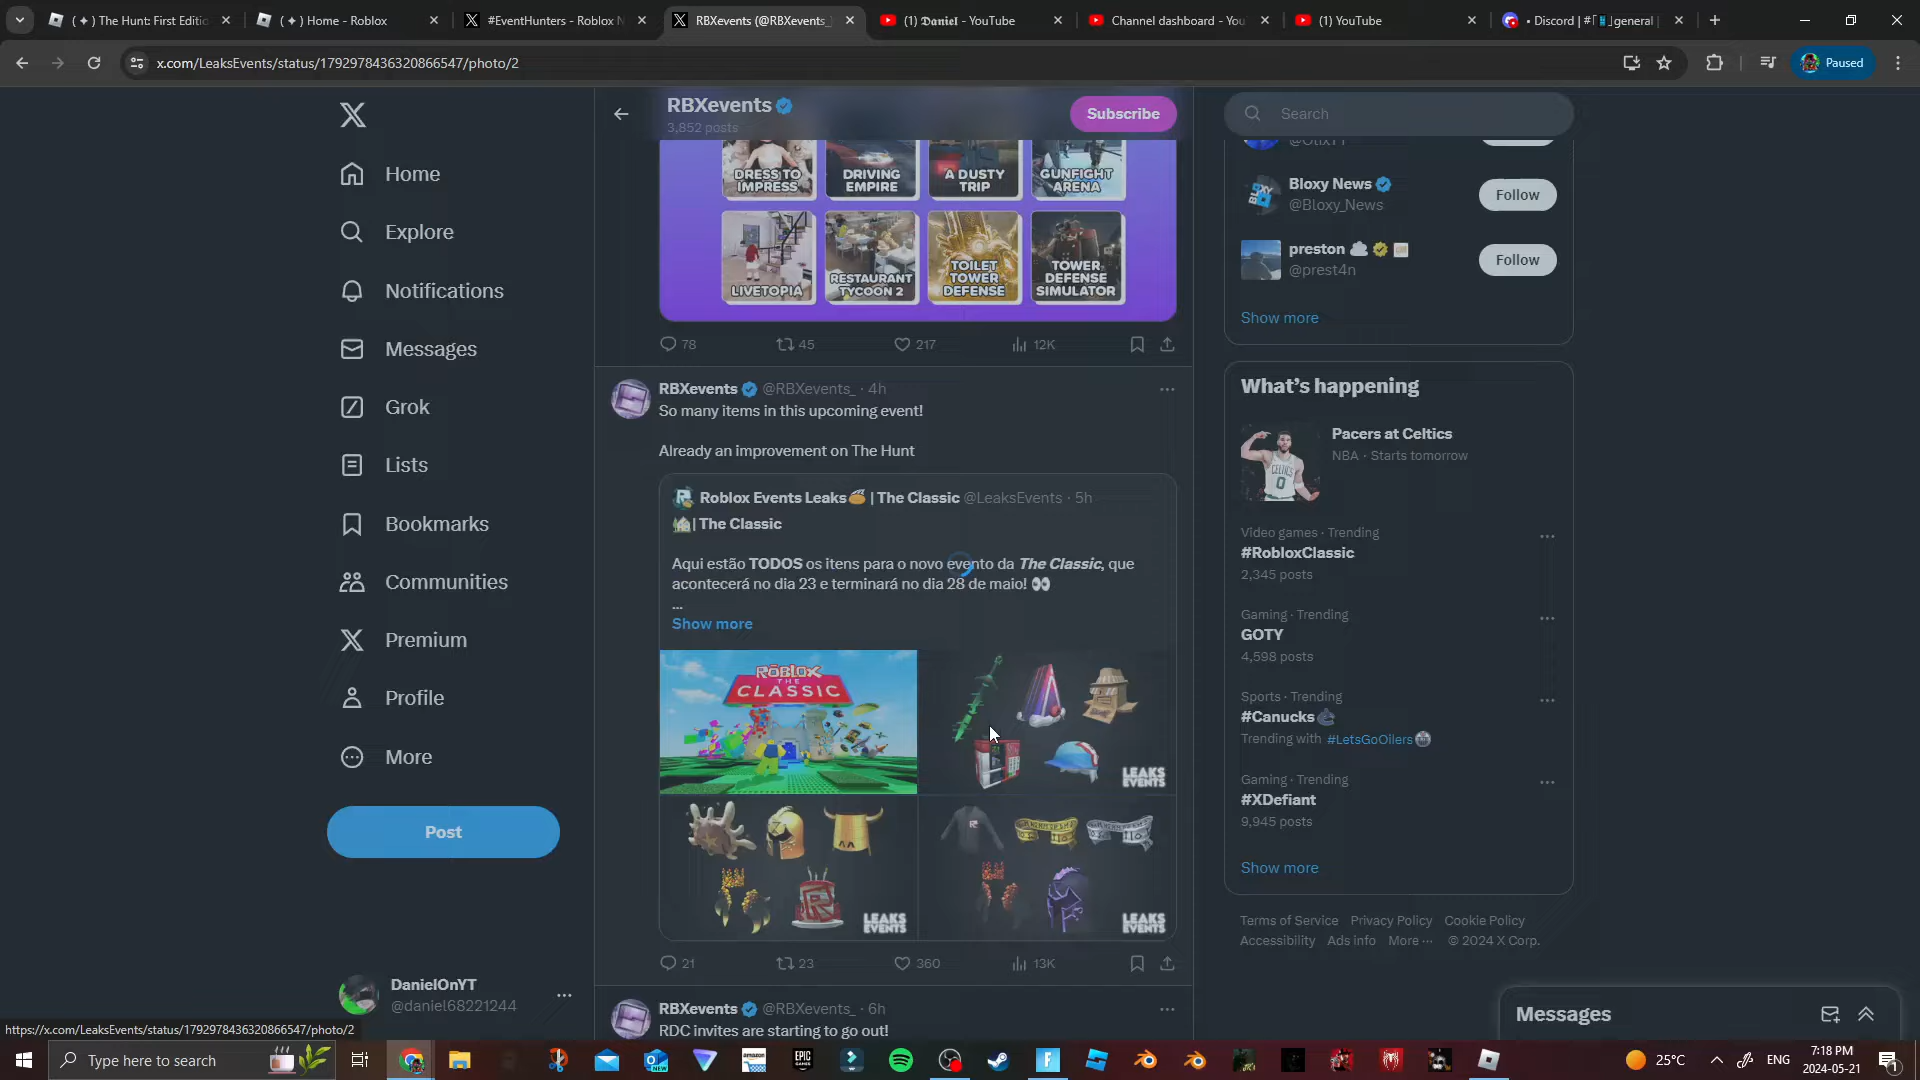 ( ✦ ) The Hunt: First Editio
( ✦ ) Home - Roblox
#EventHunters - Roblox N
RBXevents (@RBXevents_)
(1) Daniel - YouTube
Channel dashboard - You
(1) YouTube
• Discord | #「📱」general |
x.com/LeaksEvents/status/1792978436320866547/photo/2
Paused
Home
Explore
Notifications
Messages
Grok
Lists
Bookmarks
Communities
Premium
Profile
More
Post
DanielOnYT
@daniel68221244
RBXevents
3,852 posts
Subscribe
DRESS TO IMPRESS
DRIVING EMPIRE
A DUSTY TRIP
GUNFIGHT ARENA
LIVETOPIA
RESTAURANT TYCOON 2
TOILET TOWER DEFENSE
TOWER DEFENSE SIMULATOR
78
45
217
12K
RBXevents @RBXevents_ · 4h
So many items in this upcoming event!
Already an improvement on The Hunt
Roblox Events Leaks | The Classic @LeaksEvents · 5h
| The Classic
Aqui estão TODOS os itens para o novo evento da The Classic, que
acontecerá no dia 23 e terminará no dia 28 de maio! 👀
...
Show more
ROBLOX
THE
CLASSIC
LEAKS
EVENTS
LEAKS
EVENTS
LEAKS
EVENTS
21
23
360
13K
RBXevents @RBXevents_ · 6h
RDC invites are starting to go out!
Search
Bloxy News
@Bloxy_News
Follow
preston
@prest4n
Follow
Show more
What's happening
Pacers at Celtics
NBA · Starts tomorrow
Video games · Trending
#RobloxClassic
2,345 posts
Gaming · Trending
GOTY
4,598 posts
Sports · Trending
#Canucks
Trending with #LetsGoOilers
Gaming · Trending
#XDefiant
9,945 posts
Show more
Terms of Service Privacy Policy Cookie Policy
Accessibility Ads info More ··· © 2024 X Corp.
Messages
https://x.com/LeaksEvents/status/1792978436320866547/photo/2
Type here to search
25°C
ENG
7:18 PM
2024-05-21